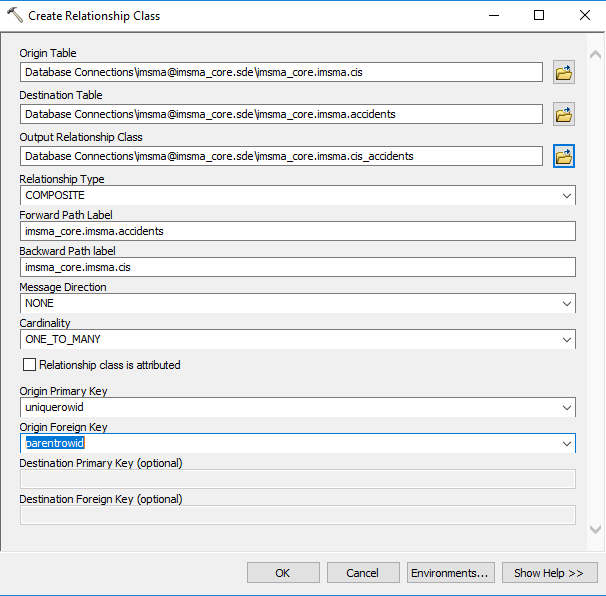 Create Relationship Class
Origin Table
Database Connections\imsma@imsma_core.sde\imsma_core.imsma.cis
Destination Table
Database Connections\imsma@imsma_core.sde\imsma_core.imsma.accidents
Output Relationship Class
Database Connections\imsma@imsma_core.sde\imsma_core.imsma.cis_accidents
Relationship Type
COMPOSITE
Forward Path Label
imsma_core.imsma.accidents
Backward Path label
imsma_core.imsma.cis
Message Direction
NONE
Cardinality
ONE_TO_MANY
Relationship class is attributed
Origin Primary Key
uniquerowid
Origin Foreign Key
parentrowid
Destination Primary Key (optional)
Destination Foreign Key (optional)
OK Cancel Environments... Show Help >>